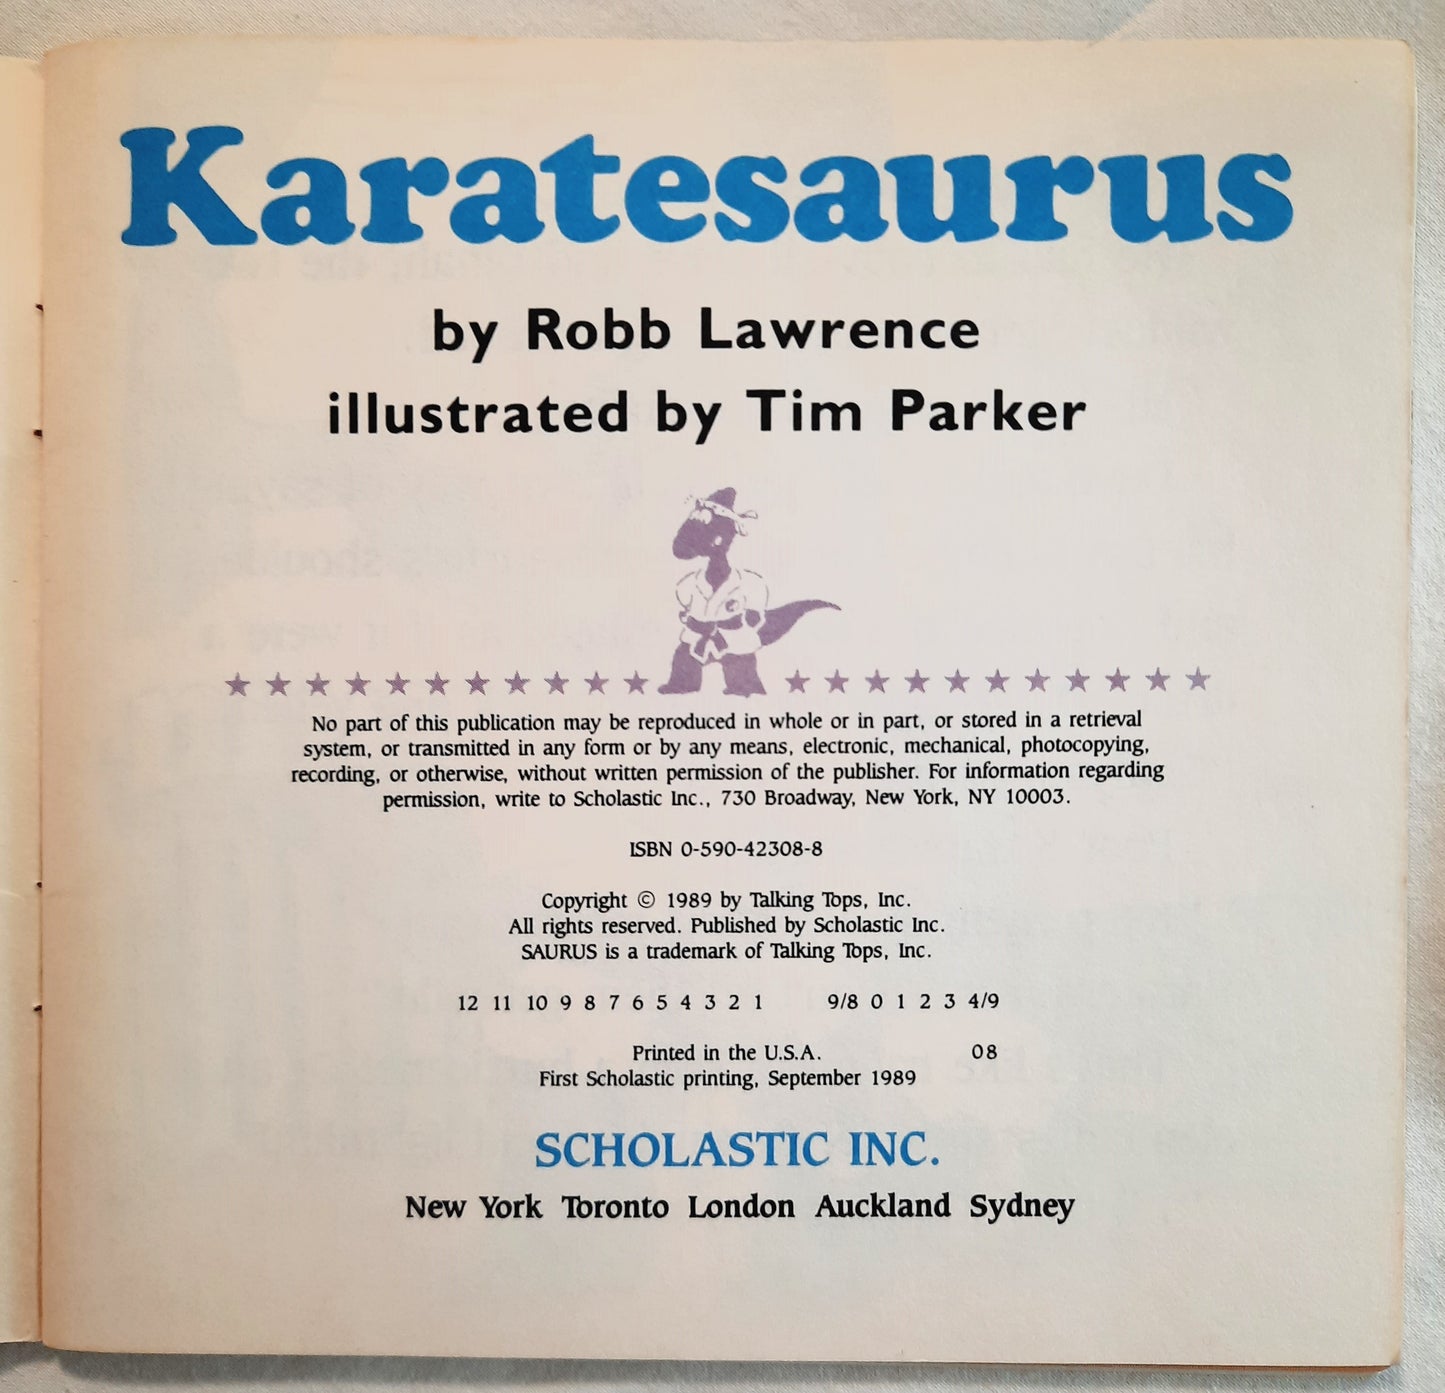 Karatesaurus
by Robb Lawrence
illustrated by Tim Parker
No part of this publication may be reproduced in whole or in part, or stored in a retrieval
system, or transmitted in any form or by any means, electronic, mechanical, photocopying,
recording, or otherwise, without written permission of the publisher. For information regarding
permission, write to Scholastic Inc., 730 Broadway, New York, NY 10003.
ISBN 0-590-42308-8
Copyright © 1989 by Talking Tops, Inc.
All rights reserved. Published by Scholastic Inc.
SAURUS is a trademark of Talking Tops, Inc.
12 11 10 9 8 7 6 5 4 3 2 1 9/8 0 1 2 3 4/9
Printed in the U.S.A. 08
First Scholastic printing, September 1989
SCHOLASTIC INC.
New York Toronto London Auckland Sydney